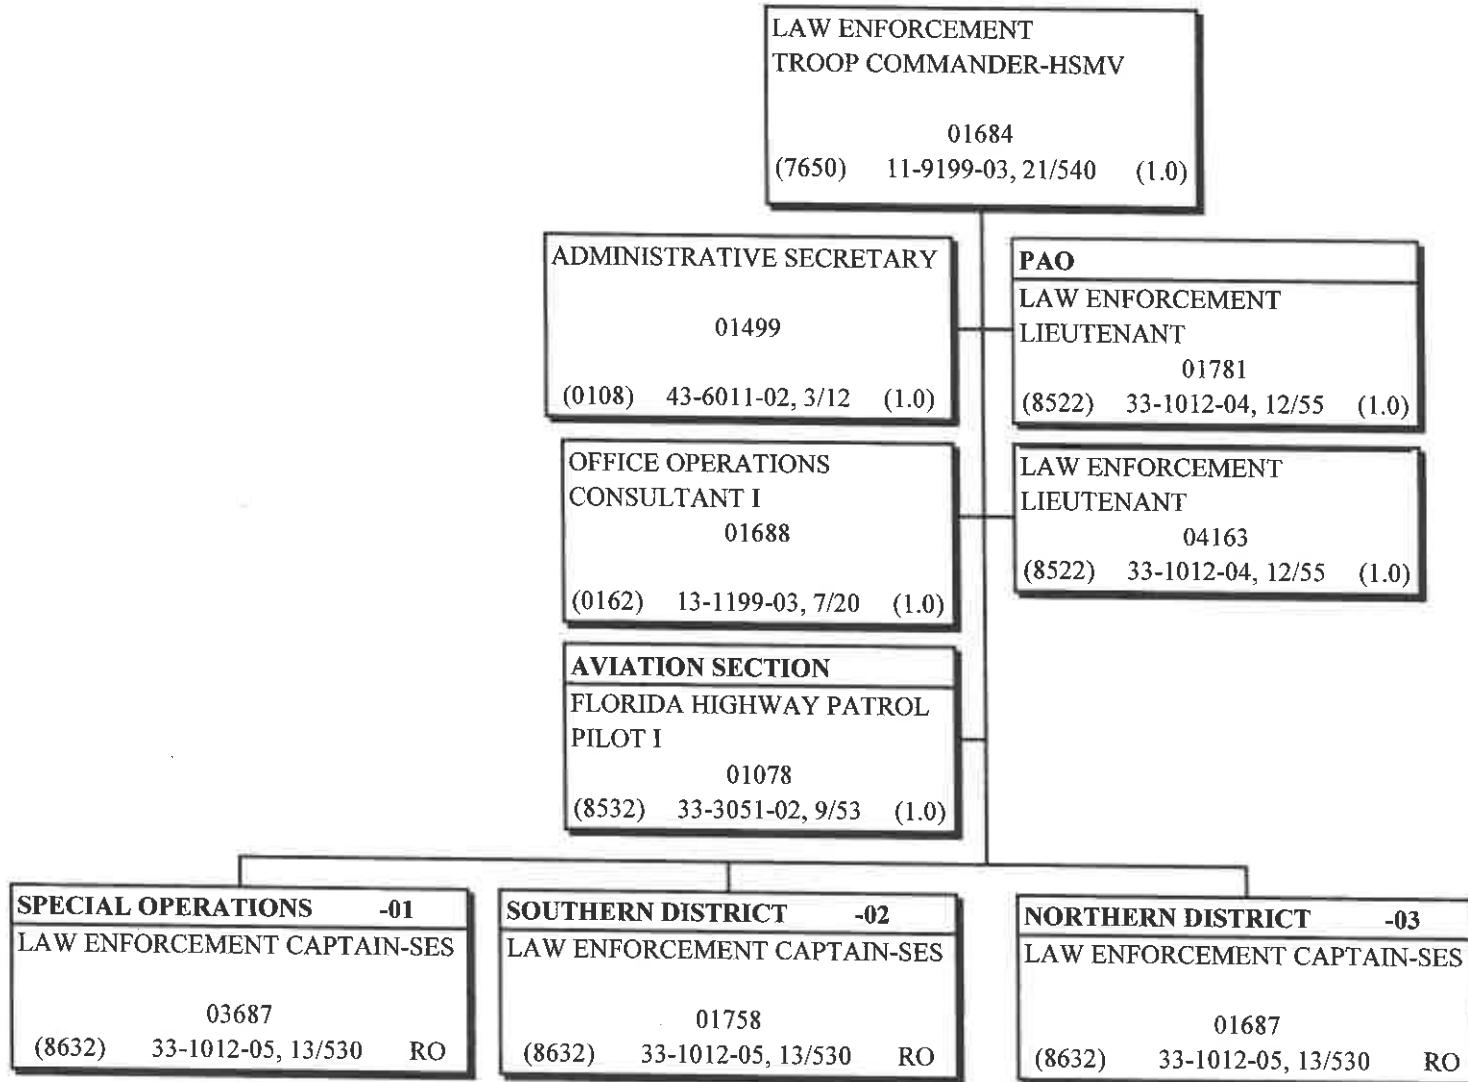 LAW ENFORCEMENT
TROOP COMMANDER-HSMV
01684
(7650) 11-9199-03, 21/540 (1.0)
ADMINISTRATIVE SECRETARY
01499
(0108) 43-6011-02, 3/12 (1.0)
PAO
LAW ENFORCEMENT
LIEUTENANT
01781
(8522) 33-1012-04, 12/55 (1.0)
OFFICE OPERATIONS
CONSULTANT I
01688
(0162) 13-1199-03, 7/20 (1.0)
LAW ENFORCEMENT
LIEUTENANT
04163
(8522) 33-1012-04, 12/55 (1.0)
AVIATION SECTION
FLORIDA HIGHWAY PATROL
PILOT I
01078
(8532) 33-3051-02, 9/53 (1.0)
SPECIAL OPERATIONS -01
LAW ENFORCEMENT CAPTAIN-SES
03687
(8632) 33-1012-05, 13/530 RO
SOUTHERN DISTRICT -02
LAW ENFORCEMENT CAPTAIN-SES
01758
(8632) 33-1012-05, 13/530 RO
NORTHERN DISTRICT -03
LAW ENFORCEMENT CAPTAIN-SES
01687
(8632) 33-1012-05, 13/530 RO